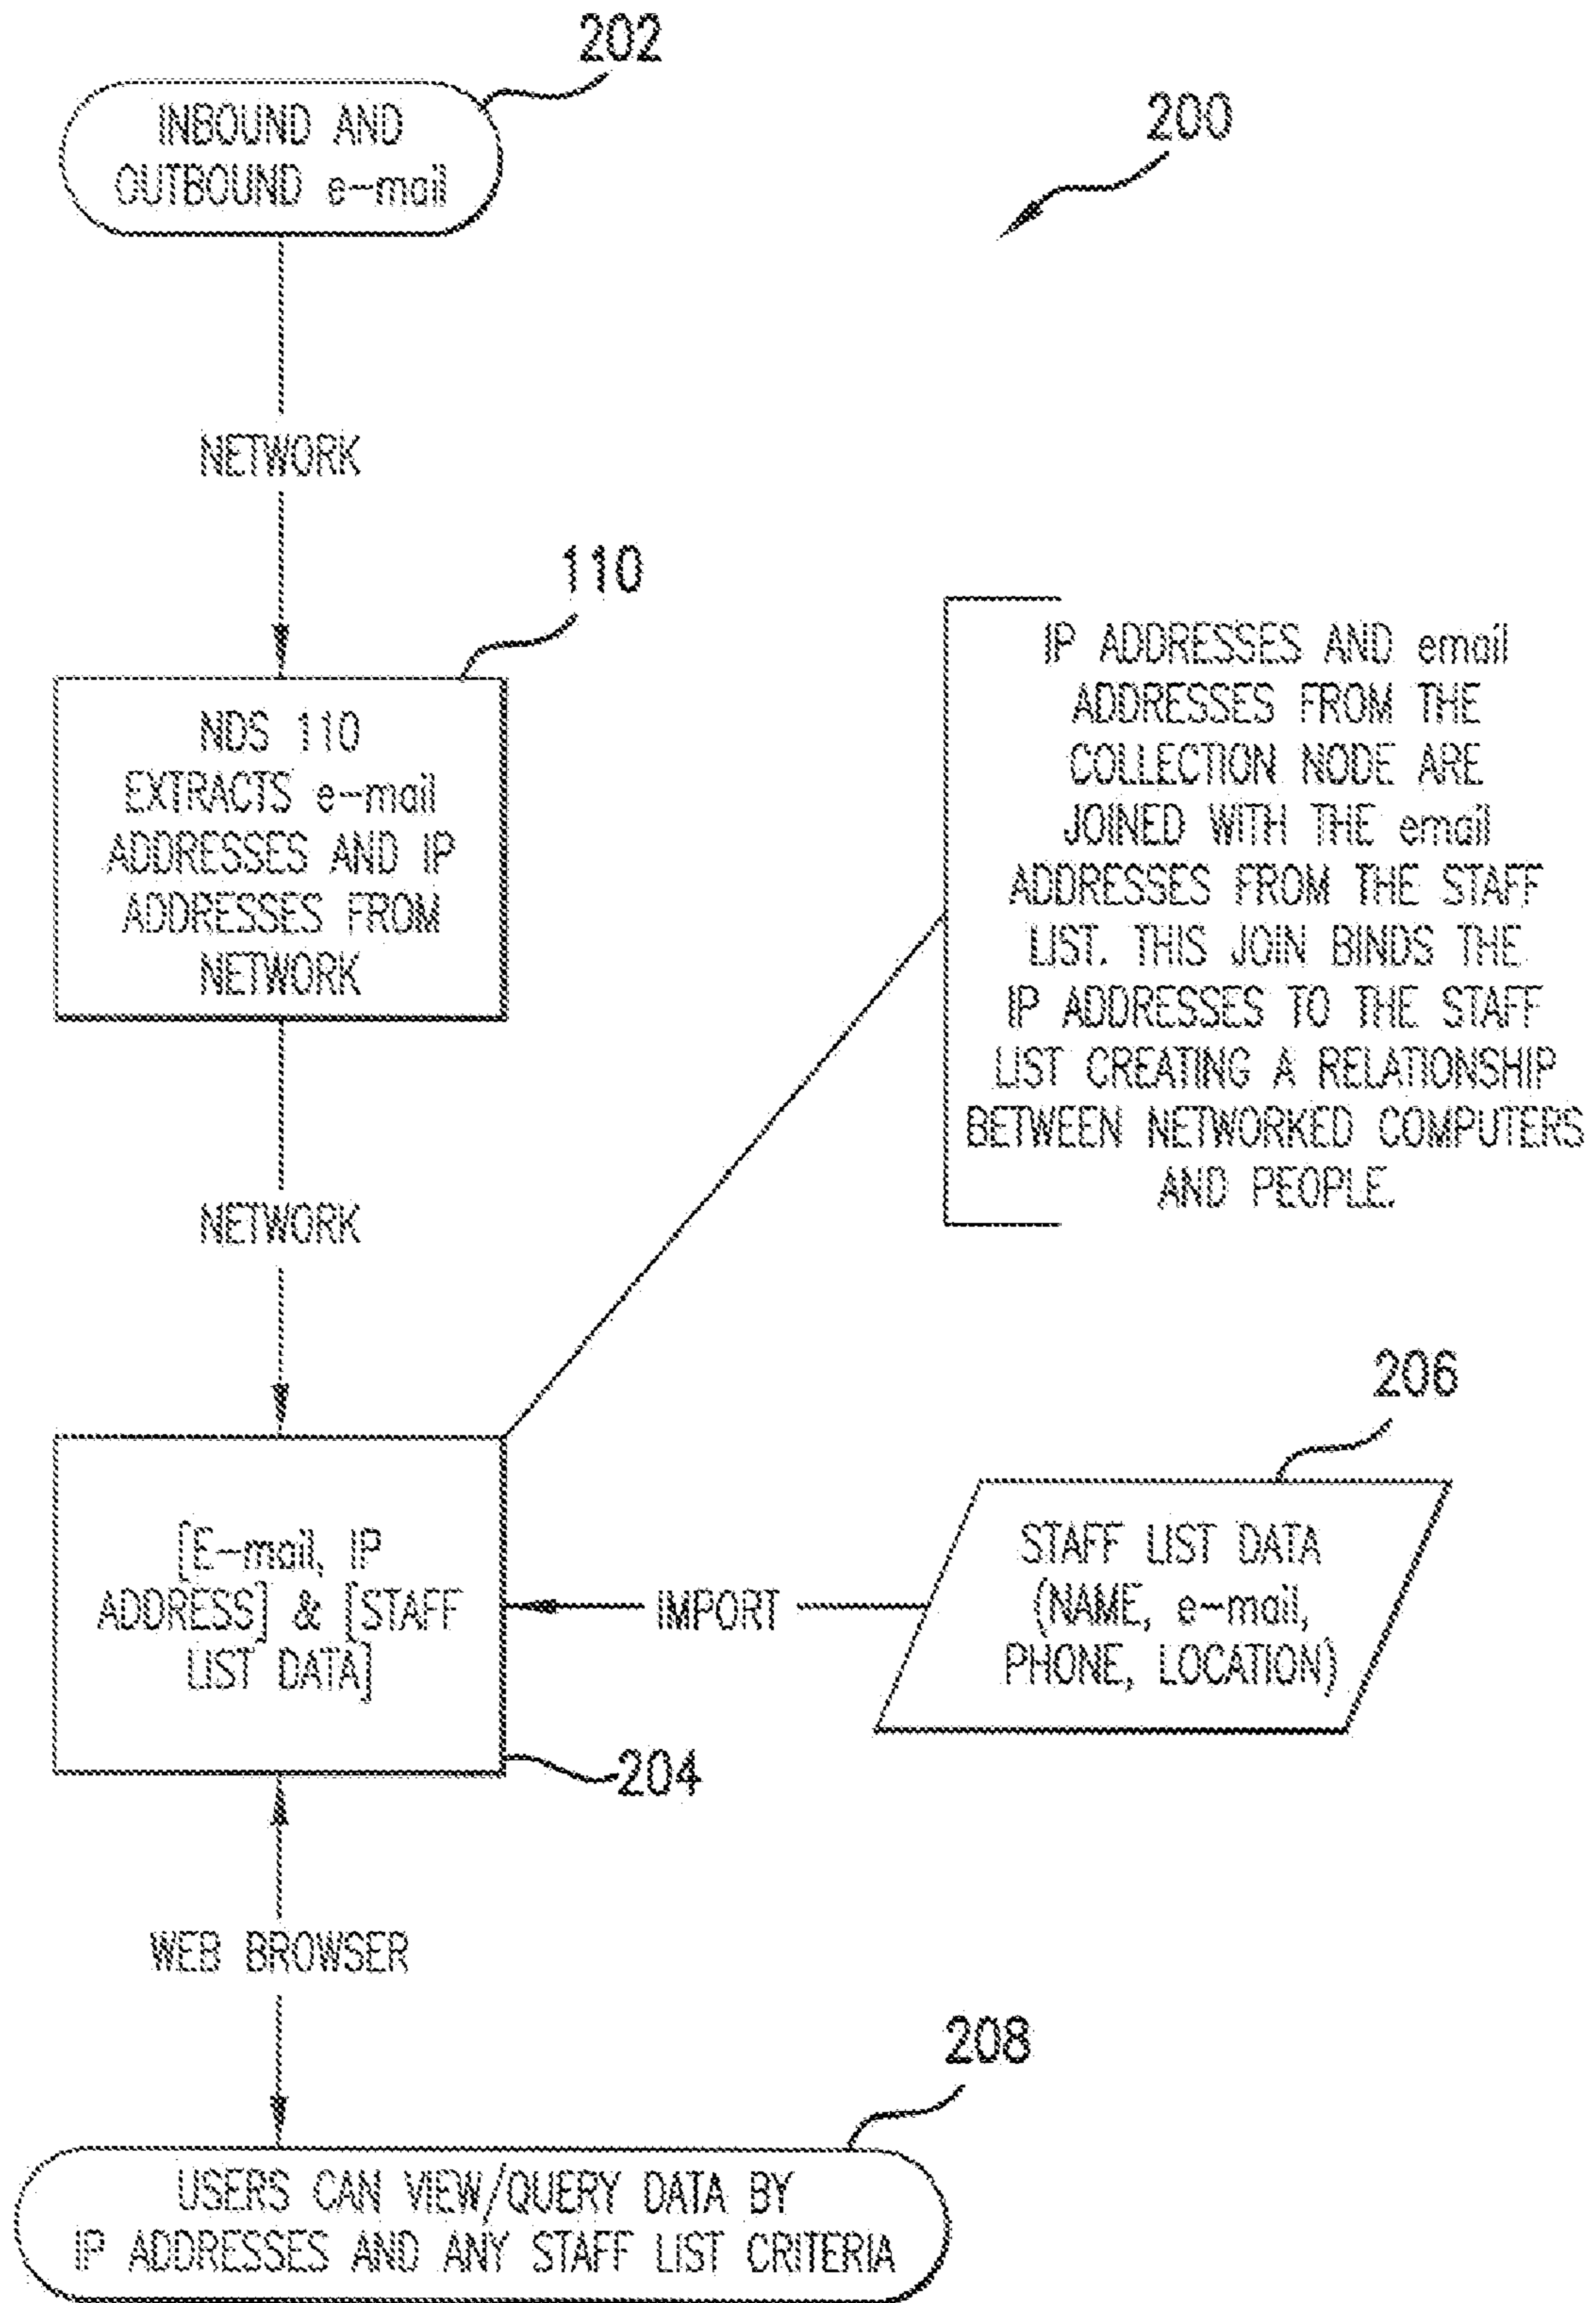 202
INBOUND AND
OUTBOUND e-mail
200
NETWORK
110
NDS 110
EXTRACTS e-mail
ADDRESSES AND IP
ADDRESSES FROM
NETWORK
IP ADDRESSES AND email
ADDRESSES FROM THE
COLLECTION NODE ARE
JOINED WITH THE email
ADDRESSES FROM THE STAFF
LIST. THIS JOIN BINDS THE
IP ADDRESSES TO THE STAFF
LIST CREATING A RELATIONSHIP
BETWEEN NETWORKED COMPUTERS
AND PEOPLE.
NETWORK
206
[E-mail, IP
ADDRESS] & [STAFF
LIST DATA]
IMPORT
STAFF LIST DATA
(NAME, e-mail,
PHONE, LOCATION)
204
WEB BROWSER
208
USERS CAN VIEW/QUERY DATA BY
IP ADDRESSES AND ANY STAFF LIST CRITERIA